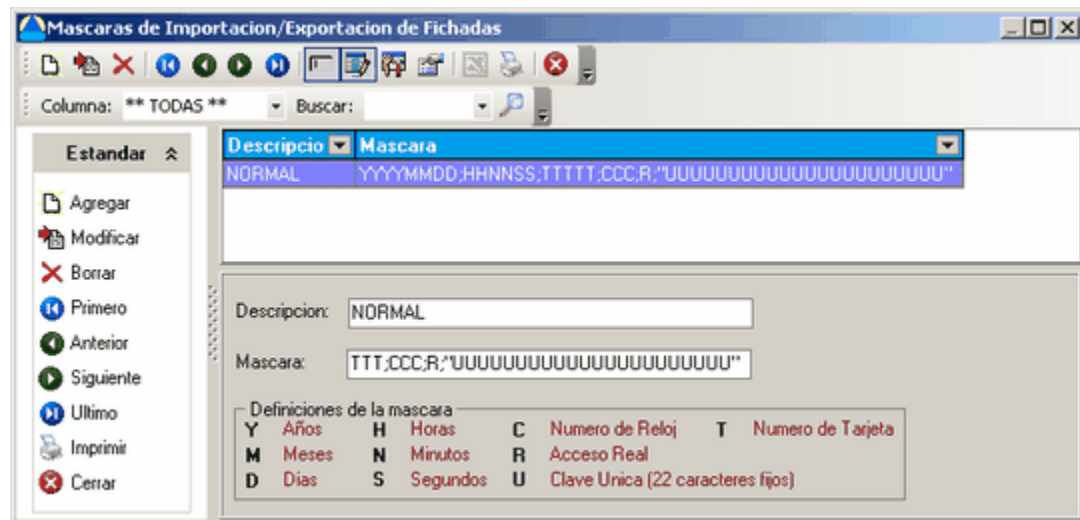 Mascaras de Importacion/Exportacion de Fichadas
Columna: ** TODAS ** Buscar:
Estandar
Agregar
Modificar
Borrar
Primero
Anterior
Siguiente
Ultimo
Imprimir
Cerrar
Descripcio Mascara
NORMAL YYYYMMDD;HHNNSS;TTTTT;CCC;R;"UUUUUUUUUUUUUUUUUUUUUU"
Descripcion: NORMAL
Mascara: TTT;CCC;R;"UUUUUUUUUUUUUUUUUUUUUU"
Definiciones de la mascara
Y Años H Horas C Numero de Reloj T Numero de Tarjeta
M Meses N Minutos R Acceso Real
D Dias S Segundos U Clave Unica (22 caracteres fijos)